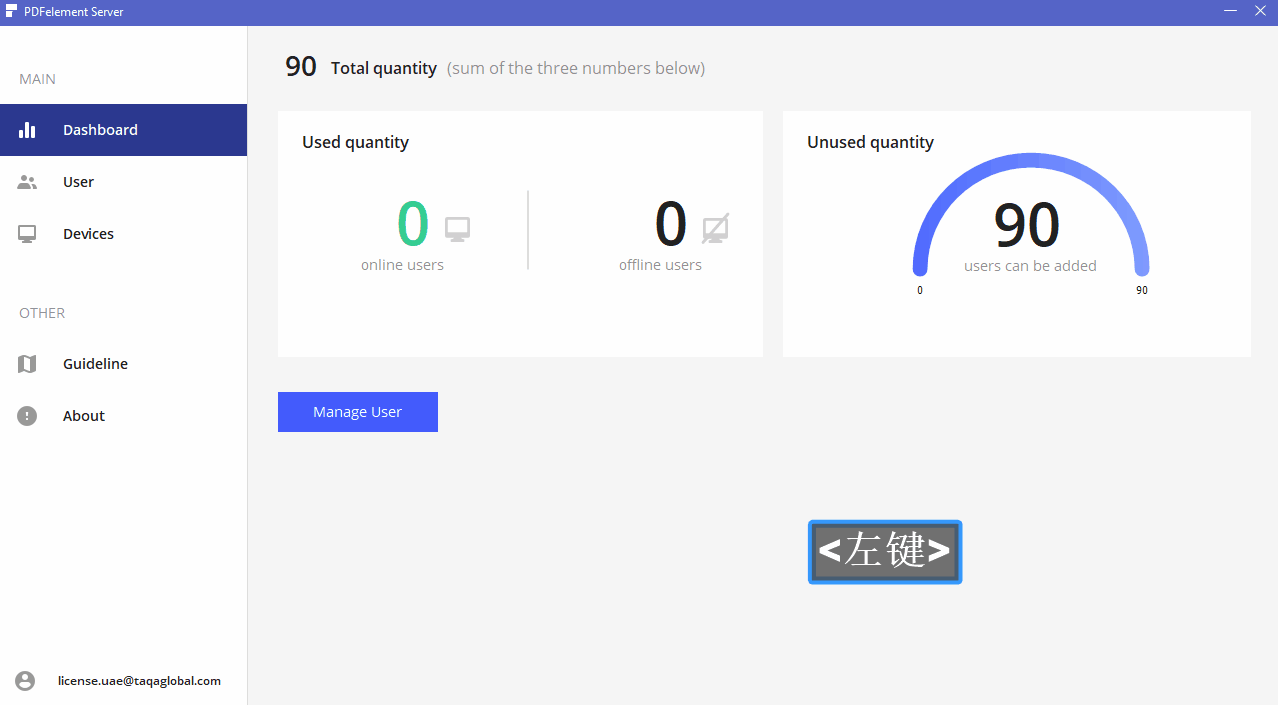 PDFelement Server
MAIN
Dashboard
User
Devices
OTHER
Guideline
About
license.uae@taqaglobal.com
90 Total quantity (sum of the three numbers below)
Used quantity
0
online users
0
offline users
Unused quantity
90
users can be added
0 90
Manage User
<左键>